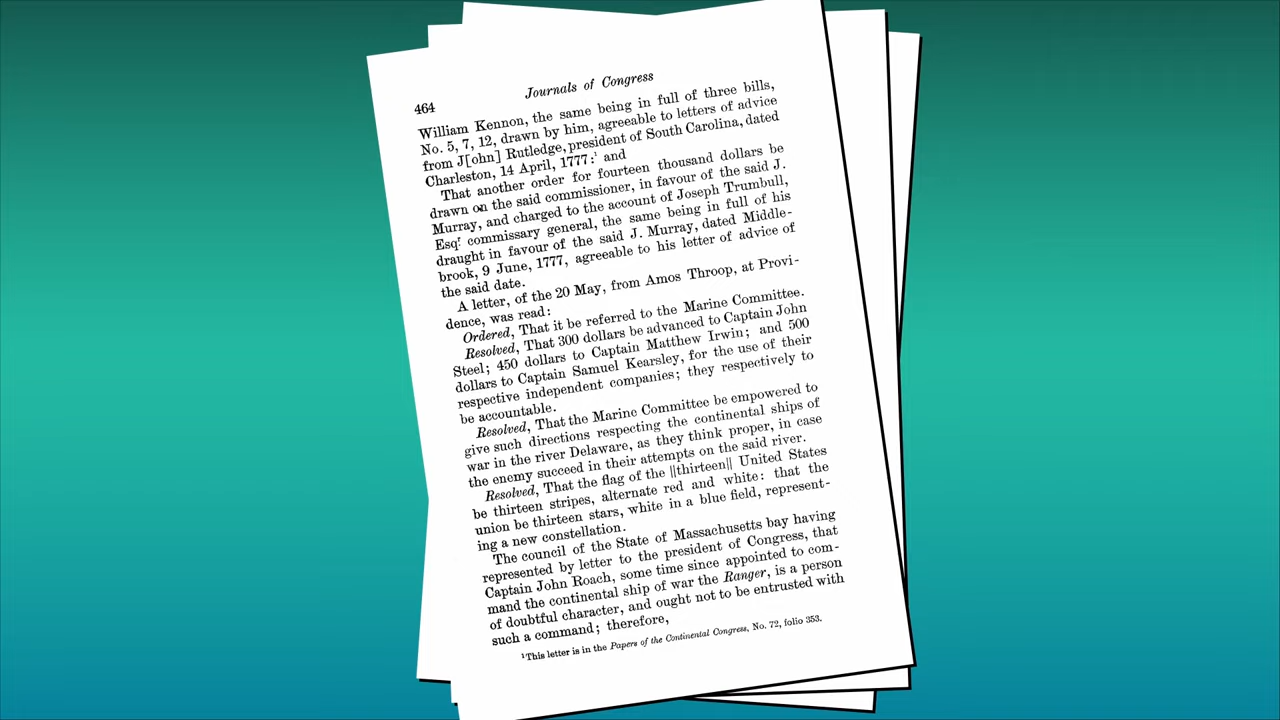 464
Journals of Congress
William Kennon, the same being in full of three bills,
No. 5, 7, 12, drawn by him, agreeable to letters of advice
from J[ohn] Rutledge, president of South Carolina, dated
Charleston, 14 April, 1777:¹ and
That another order for fourteen thousand dollars be
drawn on the said commissioner, in favour of the said J.
Murray, and charged to the account of Joseph Trumbull,
Esqʳ commissary general, the same being in full of his
draught in favour of the said J. Murray, dated Middle-
brook, 9 June, 1777, agreeable to his letter of advice of
the said date.
A letter, of the 20 May, from Amos Throop, at Provi-
dence, was read:
Ordered, That it be referred to the Marine Committee.
Resolved, That 300 dollars be advanced to Captain John
Steel; 450 dollars to Captain Matthew Irwin; and 500
dollars to Captain Samuel Kearsley, for the use of their
respective independent companies; they respectively to
be accountable.
Resolved, That the Marine Committee be empowered to
give such directions respecting the continental ships of
war in the river Delaware, as they think proper, in case
the enemy succeed in their attempts on the said river.
Resolved, That the flag of the ||thirteen|| United States
be thirteen stripes, alternate red and white: that the
union be thirteen stars, white in a blue field, represent-
ing a new constellation.
The council of the State of Massachusetts bay having
represented by letter to the president of Congress, that
Captain John Roach, some time since appointed to com-
mand the continental ship of war the Ranger, is a person
of doubtful character, and ought not to be entrusted with
such a command; therefore,
¹This letter is in the Papers of the Continental Congress, No. 72, folio 353.